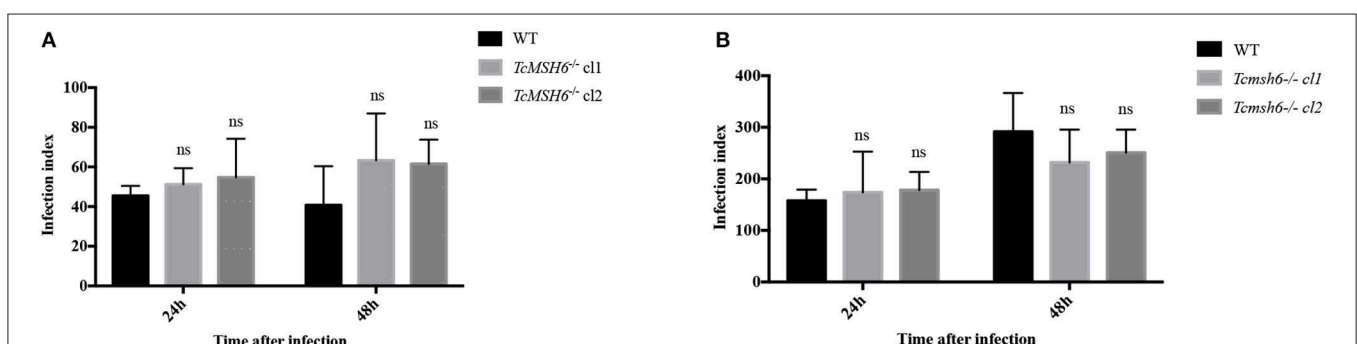 A
WT
TcMSH6-/- cl1
TcMSH6-/- cl2
Infection index
100
80
60
40
20
0
ns
ns
ns
ns
24h
48h
Time after infection
B
WT
Tcmsh6-/- cl1
Tcmsh6-/- cl2
Infection index
400
300
200
100
0
ns
ns
ns
ns
24h
48h
Time after infection